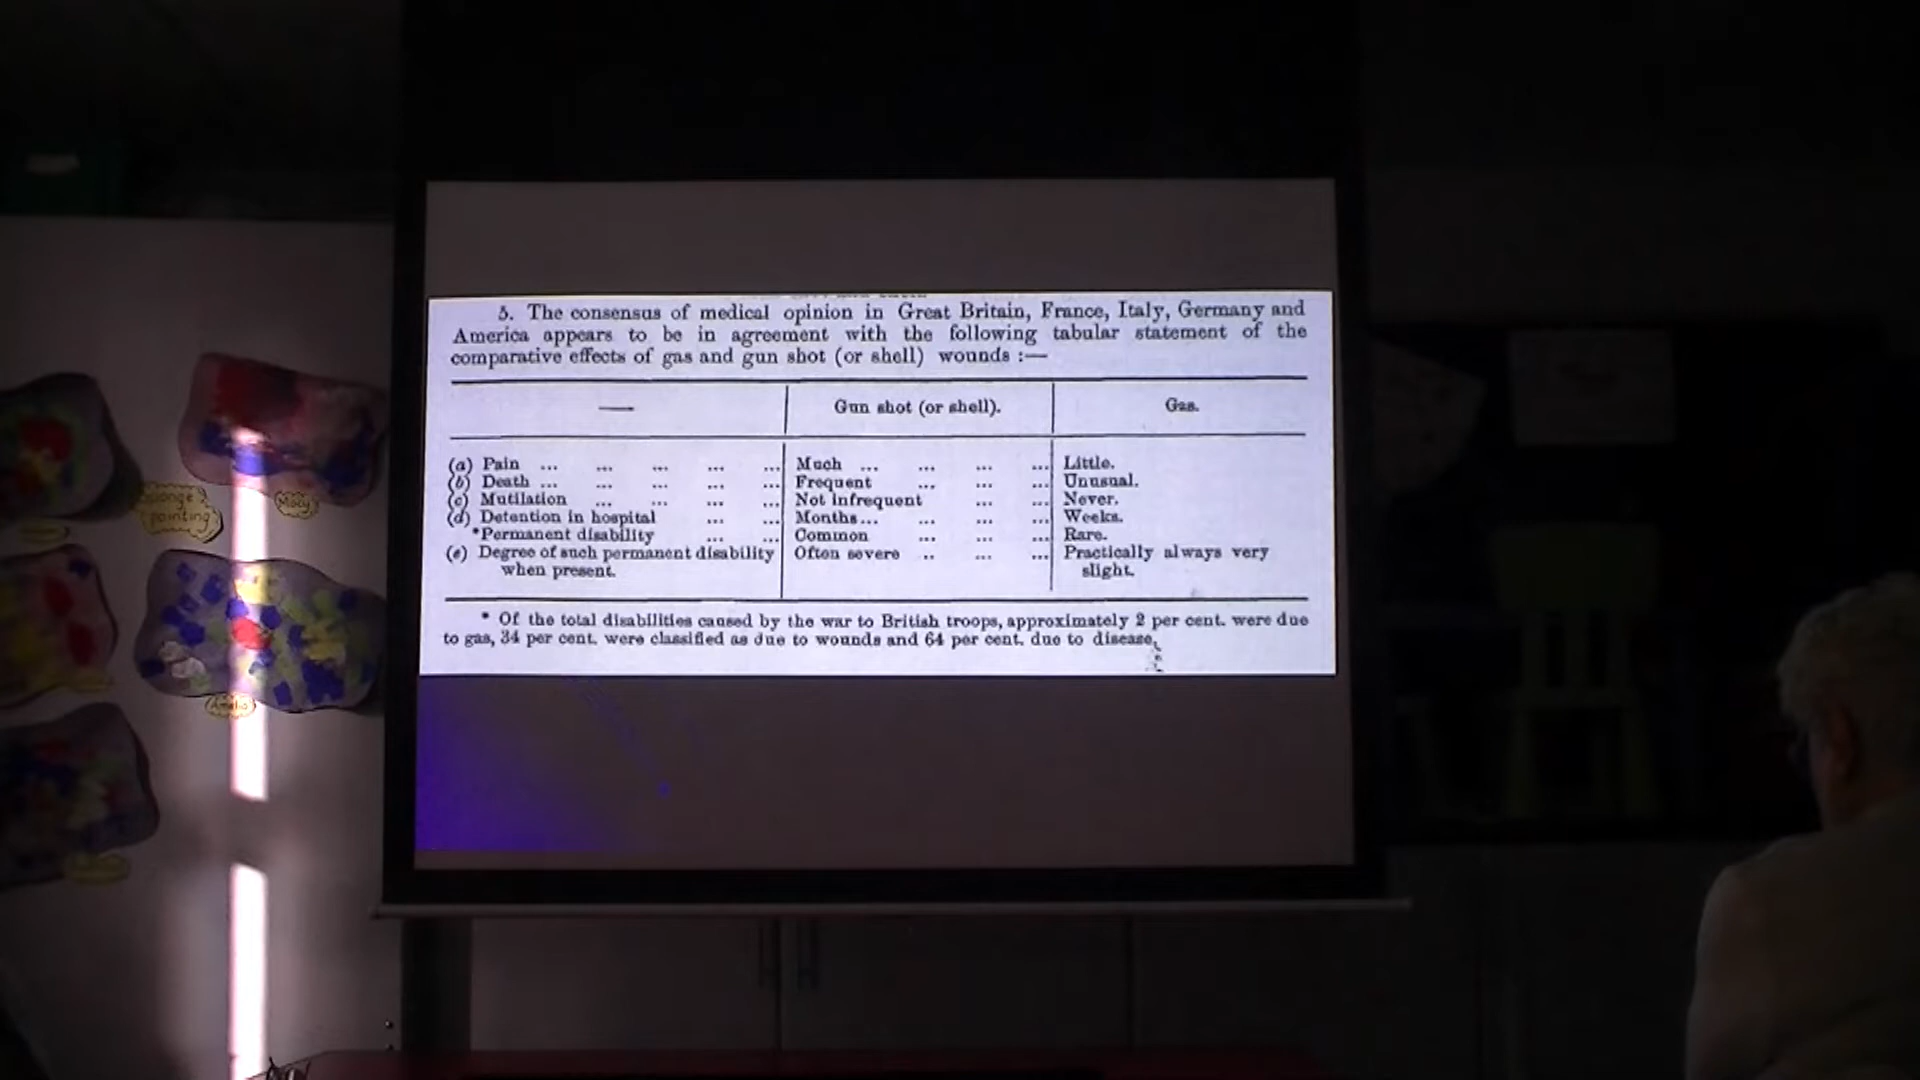 5. The consensus of medical opinion in Great Britain, France, Italy, Germany and
America appears to be in agreement with the following tabular statement of the
comparative effects of gas and gun shot (or shell) wounds :—
— Gun shot (or shell). Gas.
(a) Pain ... ... ... ... ... Much ... ... ... ... Little.
(b) Death ... ... ... ... ... Frequent ... ... ... Unusual.
(c) Mutilation ... ... ... ... Not infrequent ... ... Never.
(d) Detention in hospital ... ... Months... ... ... ... Weeks.
*Permanent disability ... ... Common ... ... ... Rare.
(e) Degree of such permanent disability Often severe .. ... ... Practically always very
when present. slight.
* Of the total disabilities caused by the war to British troops, approximately 2 per cent. were due
to gas, 34 per cent. were classified as due to wounds and 64 per cent. due to disease.
Sponge
painting
Macy
Amelia